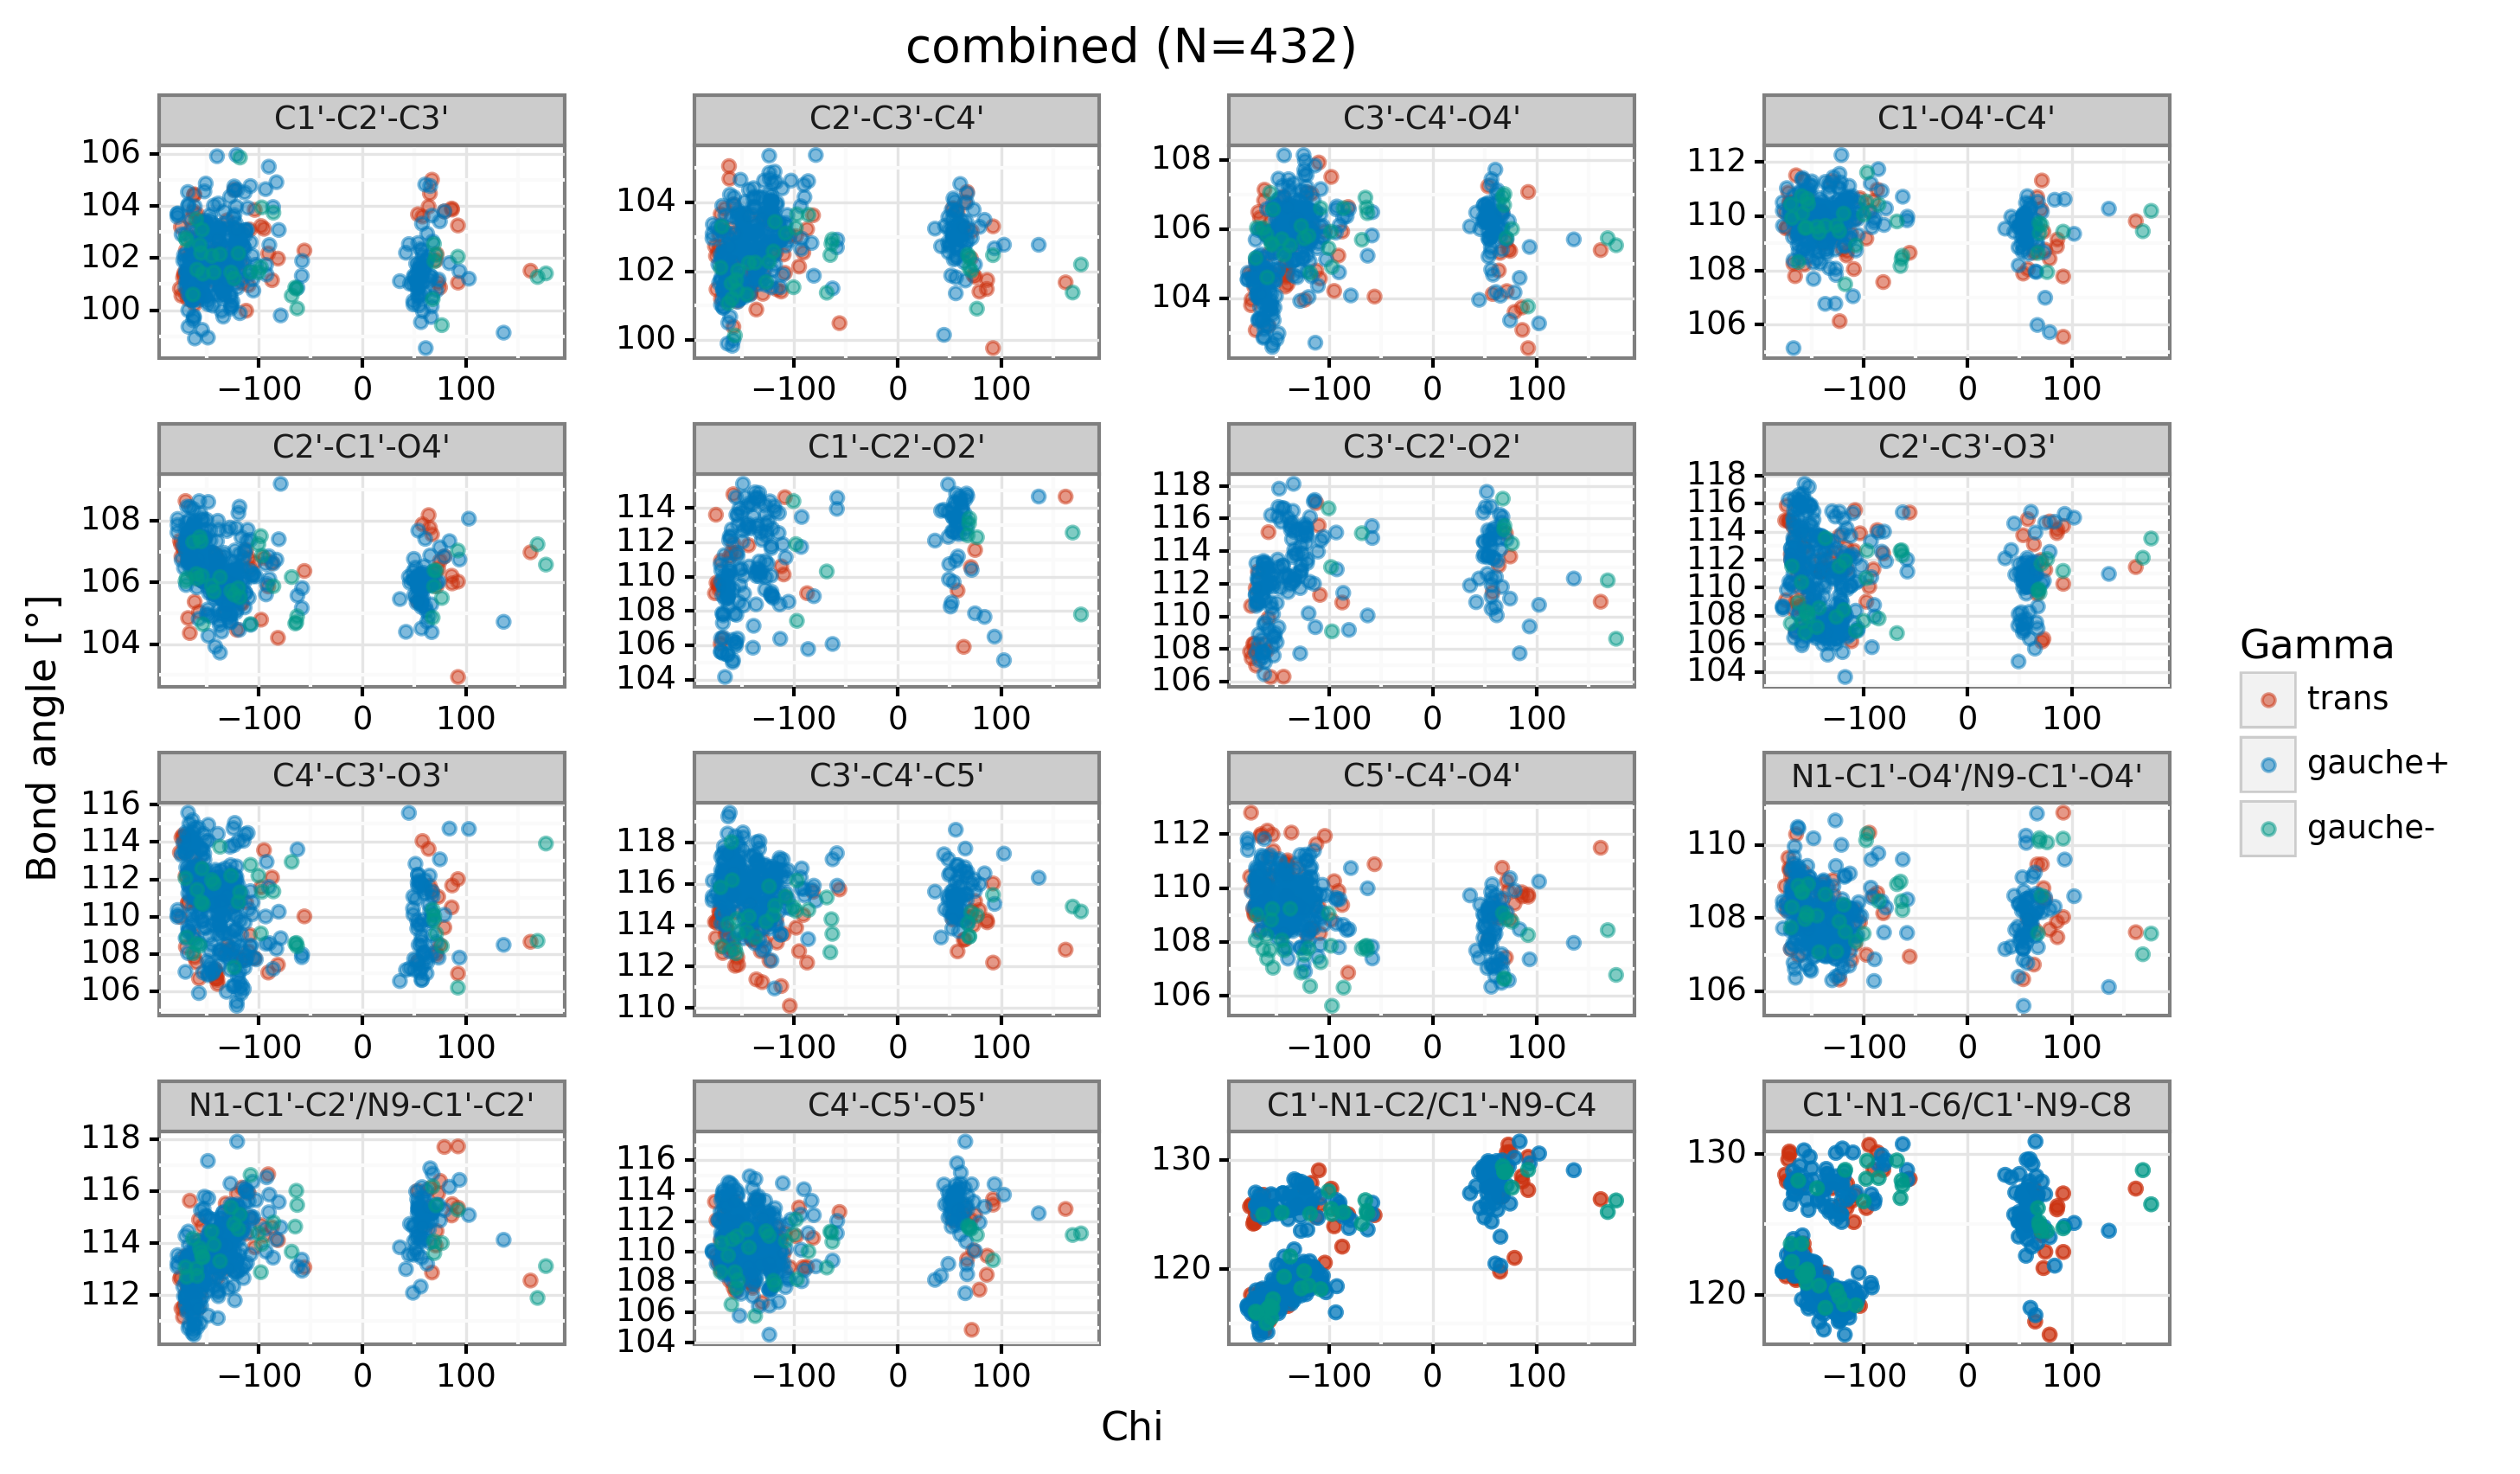 combined (N=432)
C1'-C2'-C3'
C2'-C3'-C4'
C3'-C4'-O4'
C1'-O4'-C4'
106
104
102
100
104
102
100
108
106
104
112
110
108
106
−100 0 100
−100 0 100
−100 0 100
−100 0 100
C2'-C1'-O4'
C1'-C2'-O2'
C3'-C2'-O2'
C2'-C3'-O3'
108
106
104
114
112
110
108
106
104
118
116
114
112
110
108
106
118
116
114
112
110
108
106
104
−100 0 100
−100 0 100
−100 0 100
−100 0 100
C4'-C3'-O3'
C3'-C4'-C5'
C5'-C4'-O4'
N1-C1'-O4'/N9-C1'-O4'
116
114
112
110
108
106
118
116
114
112
110
112
110
108
106
110
108
106
−100 0 100
−100 0 100
−100 0 100
−100 0 100
N1-C1'-C2'/N9-C1'-C2'
C4'-C5'-O5'
C1'-N1-C2/C1'-N9-C4
C1'-N1-C6/C1'-N9-C8
118
116
114
112
116
114
112
110
108
106
104
130
120
130
120
−100 0 100
−100 0 100
−100 0 100
−100 0 100
Bond angle [°]
Chi
Gamma
trans
gauche+
gauche-